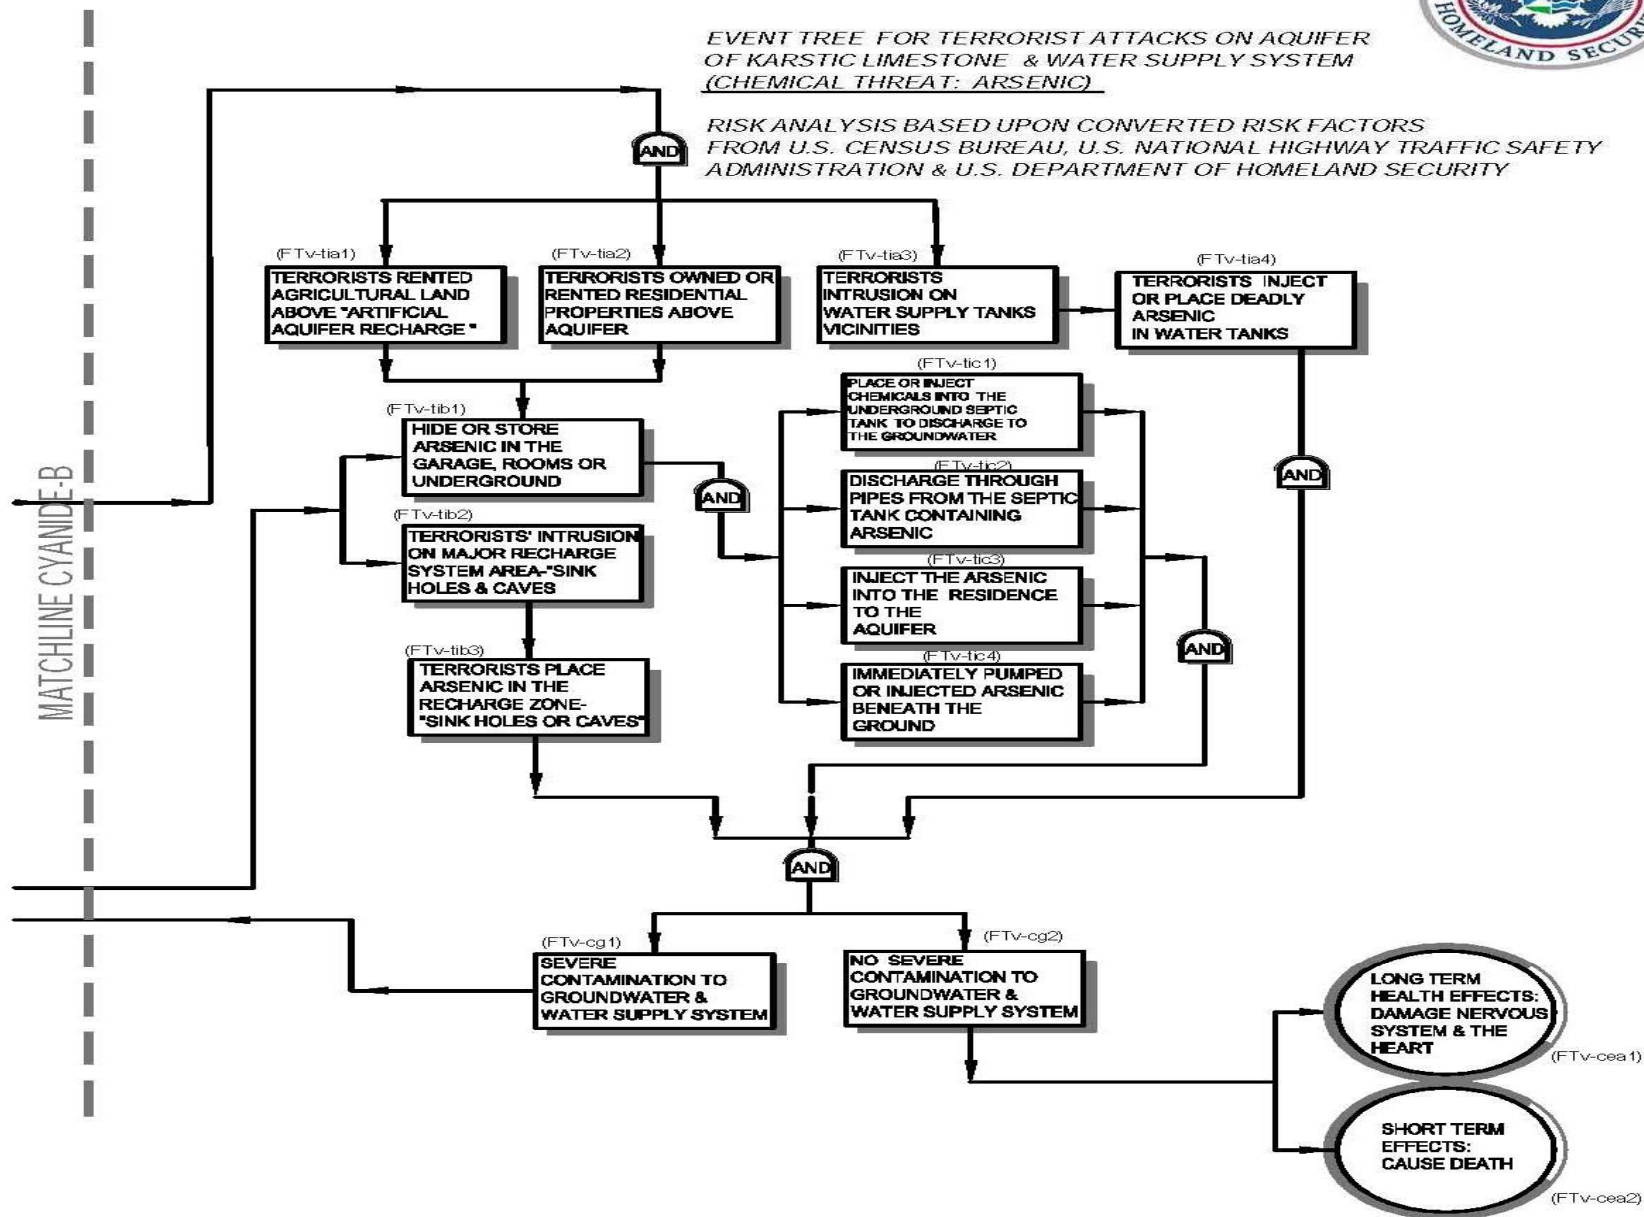 HOMELAND SECUR
EVENT TREE FOR TERRORIST ATTACKS ON AQUIFER
OF KARSTIC LIMESTONE & WATER SUPPLY SYSTEM
(CHEMICAL THREAT: ARSENIC)
RISK ANALYSIS BASED UPON CONVERTED RISK FACTORS
FROM U.S. CENSUS BUREAU, U.S. NATIONAL HIGHWAY TRAFFIC SAFETY
ADMINISTRATION & U.S. DEPARTMENT OF HOMELAND SECURITY
AND
(FTv-tia1)
TERRORISTS RENTED
AGRICULTURAL LAND
ABOVE "ARTIFICIAL
AQUIFER RECHARGE "
(FTv-tia2)
TERRORISTS OWNED OR
RENTED RESIDENTIAL
PROPERTIES ABOVE
AQUIFER
(FTv-tia3)
TERRORISTS
INTRUSION ON
WATER SUPPLY TANKS
VICINITIES
(FTv-tia4)
TERRORISTS INJECT
OR PLACE DEADLY
ARSENIC
IN WATER TANKS
(FTv-tib1)
HIDE OR STORE
ARSENIC IN THE
GARAGE, ROOMS OR
UNDERGROUND
AND
(FTv-tic1)
PLACE OR INJECT
CHEMICALS INTO THE
UNDERGROUND SEPTIC
TANK TO DISCHARGE TO
THE GROUNDWATER
(FTv-tic2)
DISCHARGE THROUGH
PIPES FROM THE SEPTIC
TANK CONTAINING
ARSENIC
(FTv-tic3)
INJECT THE ARSENIC
INTO THE RESIDENCE
TO THE
AQUIFER
(FTv-tic4)
IMMEDIATELY PUMPED
OR INJECTED ARSENIC
BENEATH THE
GROUND
AND
AND
(FTv-tib2)
TERRORISTS' INTRUSION
ON MAJOR RECHARGE
SYSTEM AREA-"SINK
HOLES & CAVES
(FTv-tib3)
TERRORISTS PLACE
ARSENIC IN THE
RECHARGE ZONE-
"SINK HOLES OR CAVES"
MATCHLINE CYANIDE-B
AND
(FTv-cg1)
SEVERE
CONTAMINATION TO
GROUNDWATER &
WATER SUPPLY SYSTEM
(FTv-cg2)
NO SEVERE
CONTAMINATION TO
GROUNDWATER &
WATER SUPPLY SYSTEM
LONG TERM
HEALTH EFFECTS:
DAMAGE NERVOUS
SYSTEM & THE
HEART
(FTv-cea1)
SHORT TERM
EFFECTS:
CAUSE DEATH
(FTv-cea2)